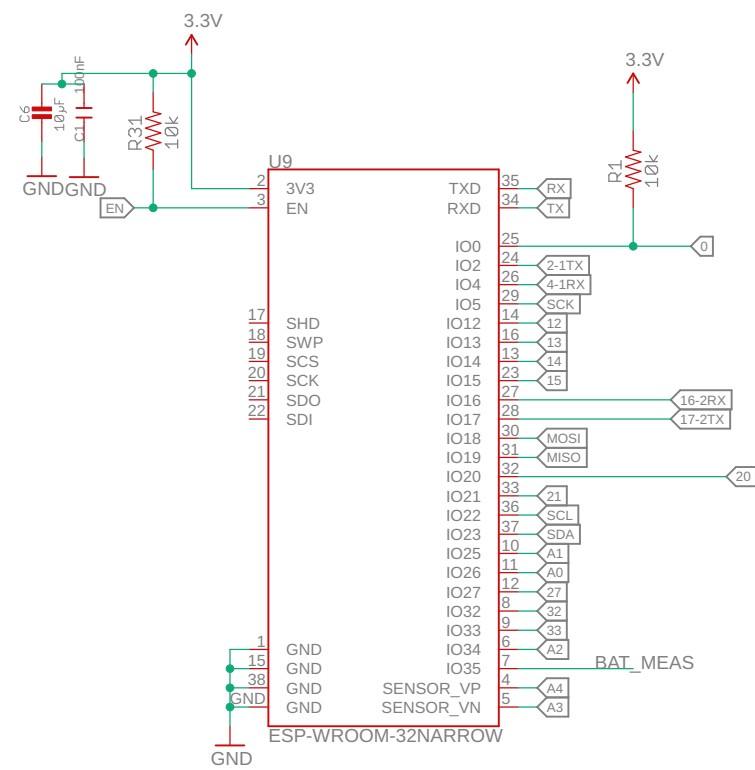 3.3V
3.3V
C6
10µF
100nF
C1
R31
10k
R1
10k
GND
GND
EN
U9
2 3V3
3 EN
17 SHD
18 SWP
19 SCS
20 SCK
21 SDO
22 SDI
1 GND
15 GND
38 GND
GND GND
GND
TXD 35 RX
RXD 34 TX
IO0 25 0
IO2 24 2-1TX
IO4 26 4-1RX
IO5 29 SCK
IO12 14 12
IO13 16 13
IO14 13 14
IO15 23 15
IO16 27 16-2RX
IO17 28 17-2TX
IO18 30 MOSI
IO19 31 MISO
IO20 32 20
IO21 33 21
IO22 36 SCL
IO23 37 SDA
IO25 10 A1
IO26 11 A0
IO27 12 27
IO32 8 32
IO33 9 33
IO34 6 A2
IO35 7 BAT_MEAS
SENSOR_VP 4 A4
SENSOR_VN 5 A3
ESP-WROOM-32NARROW